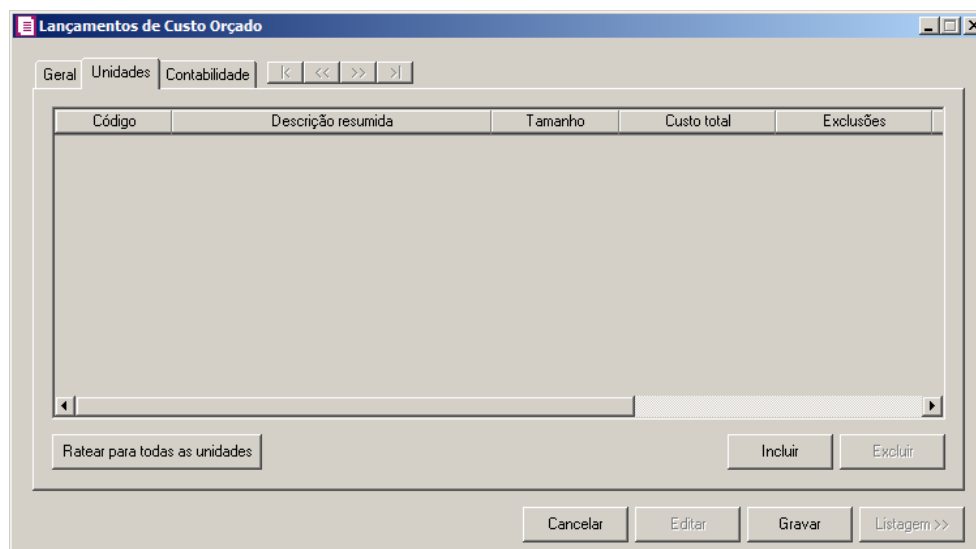 Lançamentos de Custo Orçado
Geral Unidades Contabilidade |< << >> >|
Código Descrição resumida Tamanho Custo total Exclusões
Ratear para todas as unidades Incluir Excluir
Cancelar Editar Gravar Listagem >>